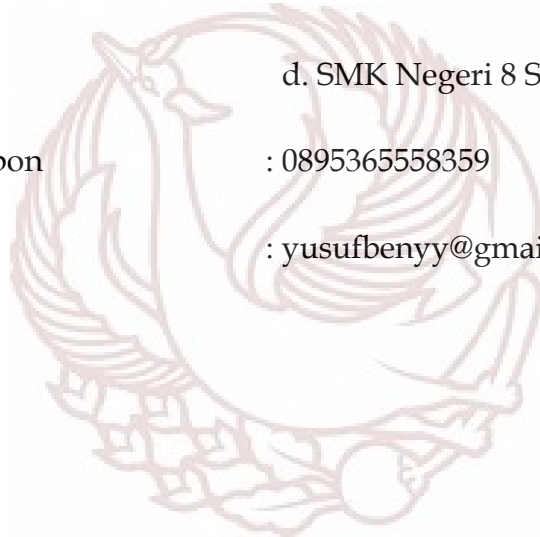 d. SMK Negeri 8 S
pon : 0895365558359
: yusufbenyy@gmai